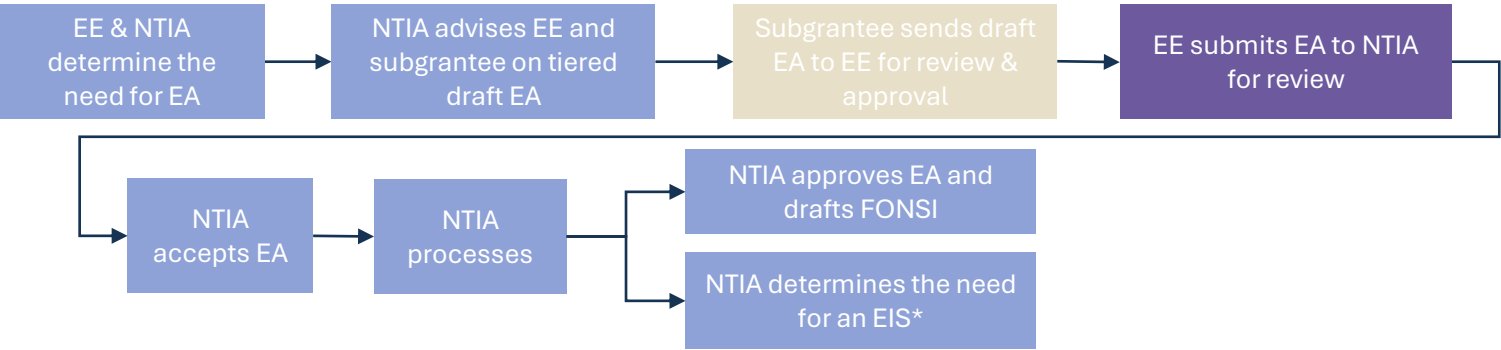 EE & NTIA
determine the
need for EA
NTIA advises EE and
subgrantee on tiered
draft EA
Subgrantee sends draft
EA to EE for review &
approval
EE submits EA to NTIA
for review
NTIA
accepts EA
NTIA
processes
NTIA approves EA and
drafts FONSI
NTIA determines the need
for an EIS*